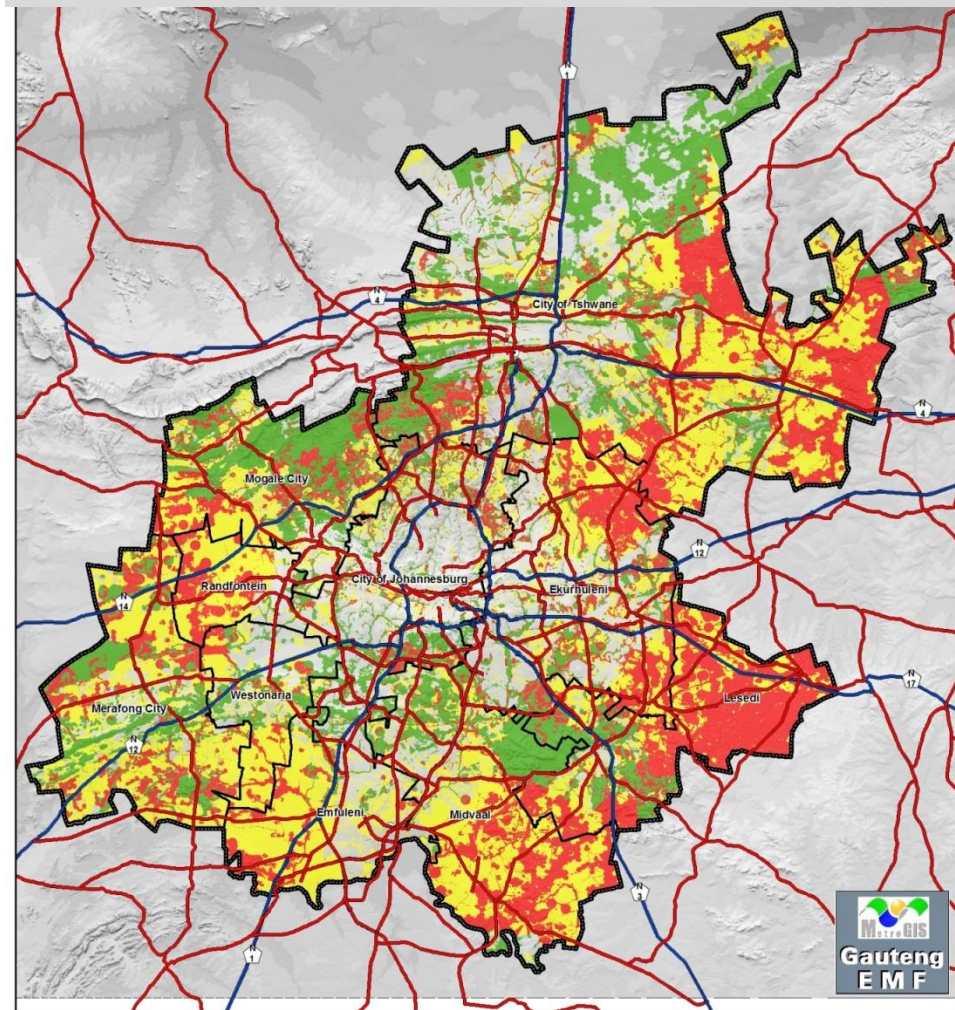 N
1
N
4
City of Tshwane
N
4
Mogale City
N
12
Randfontein
City of Johannesburg
Ekurhuleni
N
14
N
17
Westonaria
Lesedi
Merafong City
N
12
Emfuleni
Midvaal
N
3
N
1
MetroGIS
Gauteng
E M F